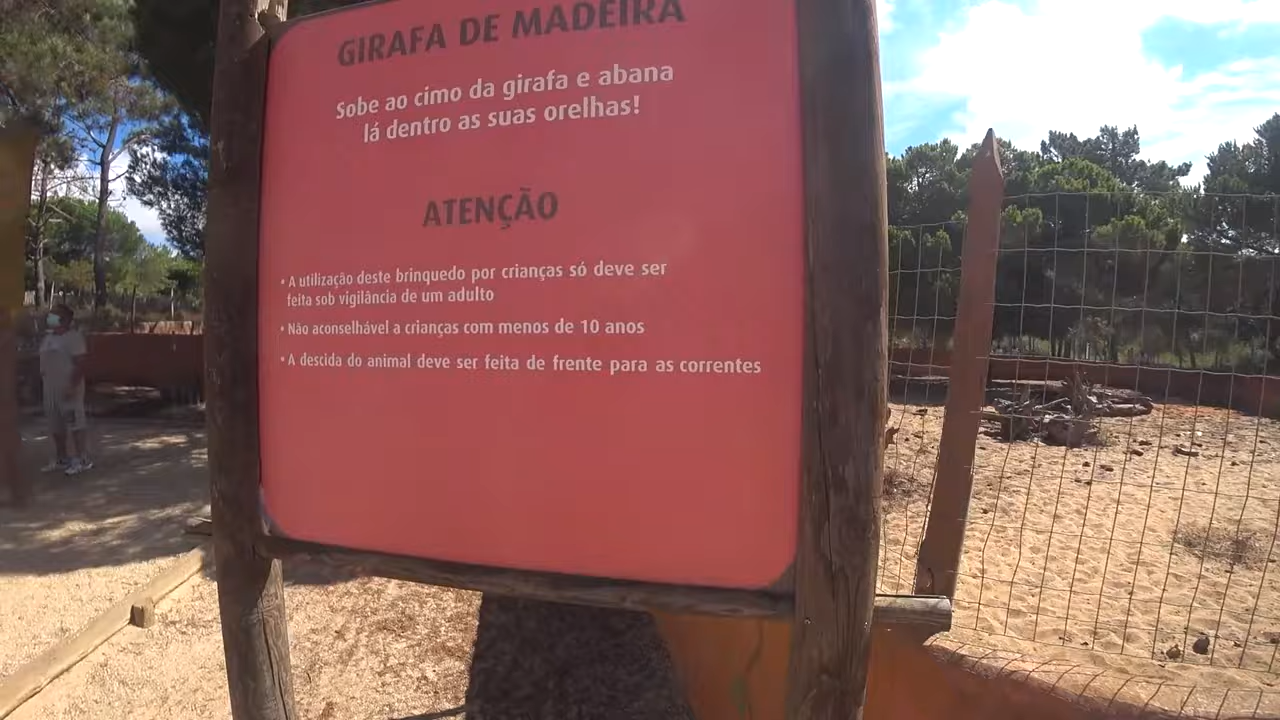 GIRAFA DE MADEIRA
Sobe ao cimo da girafa e abana
lá dentro as suas orelhas!
ATENÇÃO
• A utilização deste brinquedo por crianças só deve ser
feita sob vigilância de um adulto
• Não aconselhável a crianças com menos de 10 anos
• A descida do animal deve ser feita de frente para as correntes